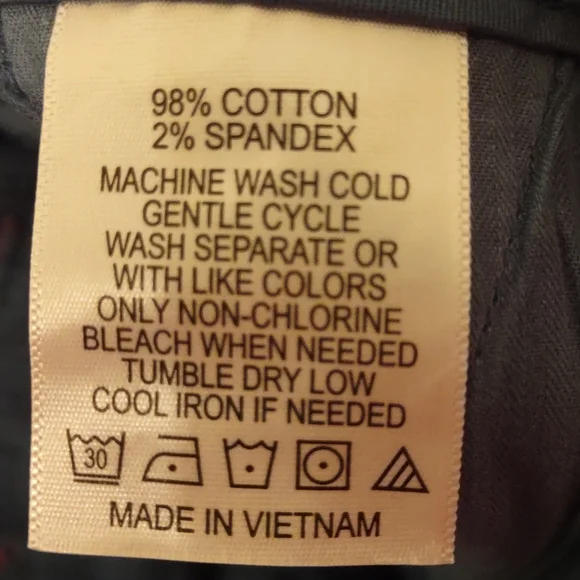 98% COTTON
2% SPANDEX
MACHINE WASH COLD
GENTLE CYCLE
WASH SEPARATE OR
WITH LIKE COLORS
ONLY NON-CHLORINE
BLEACH WHEN NEEDED
TUMBLE DRY LOW
COOL IRON IF NEEDED
30
MADE IN VIETNAM